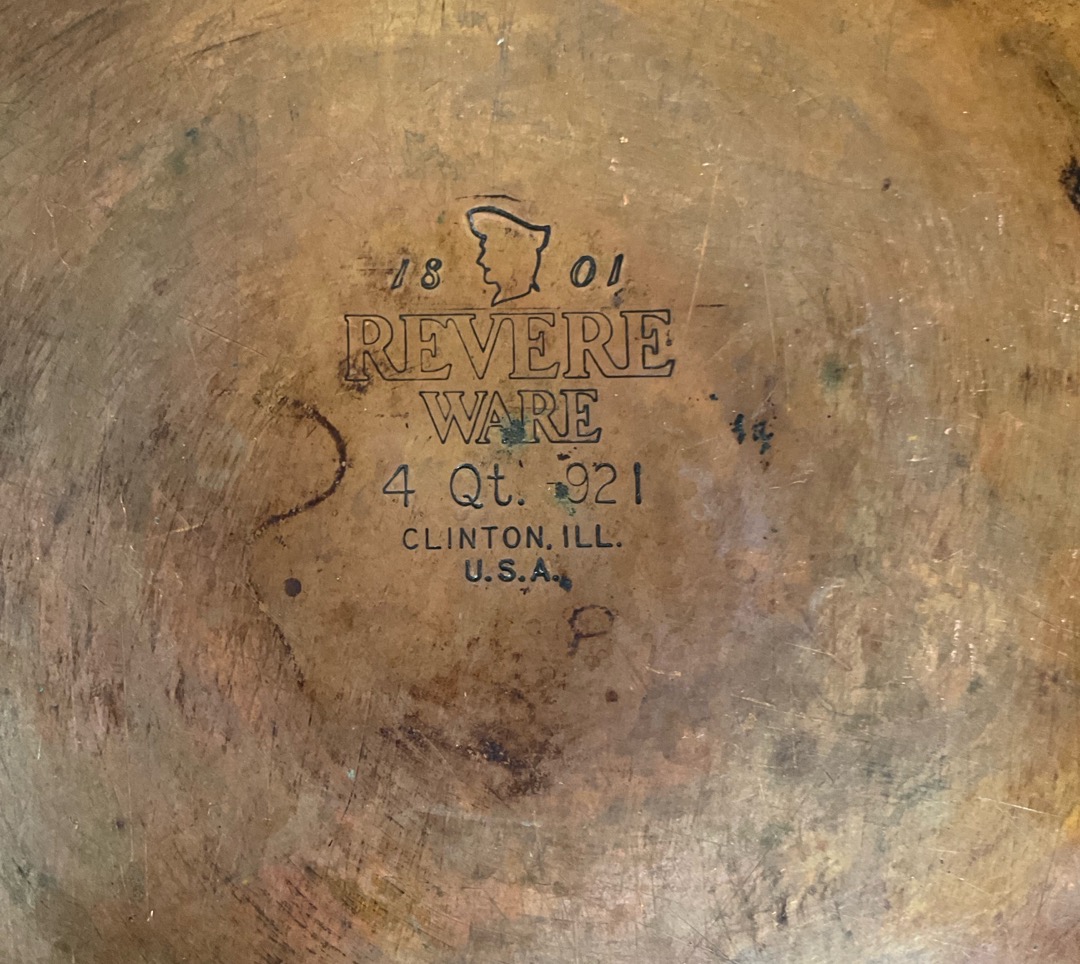 18 01
REVERE
WARE
4 Qt. -921
CLINTON, ILL.
U.S.A.